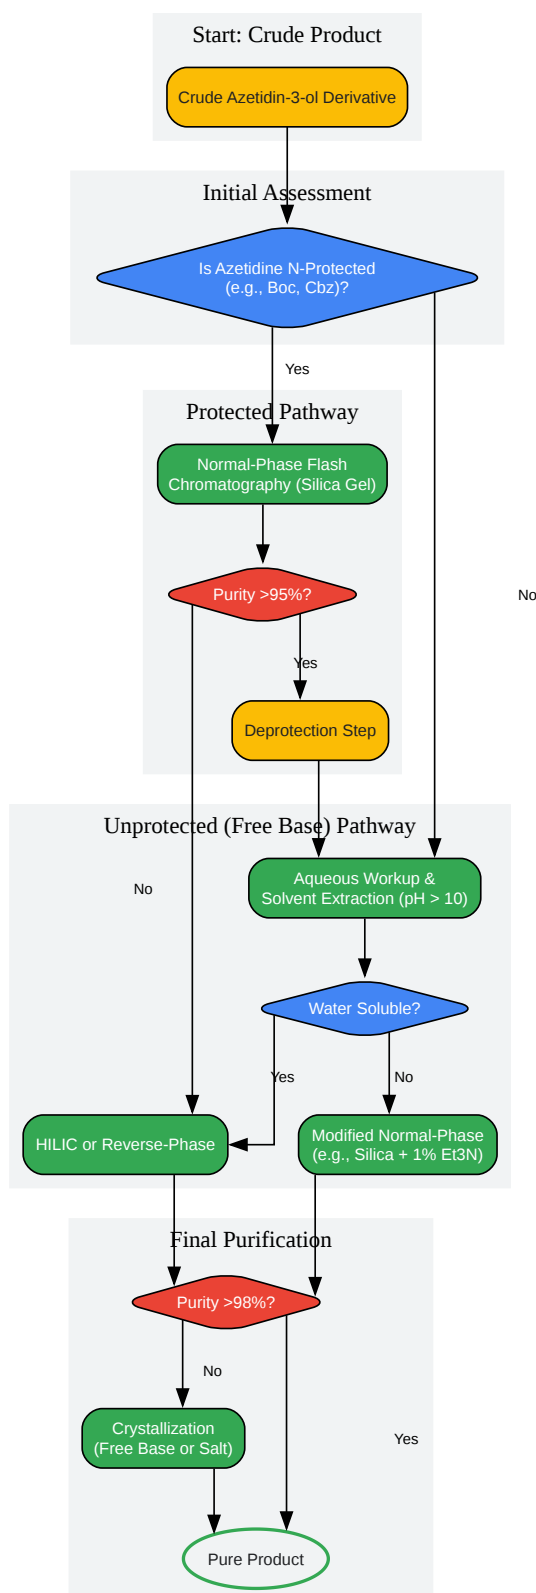 Start: Crude Product
Crude Azetidin-3-ol Derivative
Initial Assessment
Is Azetidine N-Protected
(e.g., Boc, Cbz)?
Yes
Protected Pathway
Normal-Phase Flash
Chromatography (Silica Gel)
Purity >95%?
No
Yes
Deprotection Step
Unprotected (Free Base) Pathway
Aqueous Workup &
Solvent Extraction (pH > 10)
No
Water Soluble?
Yes
No
HILIC or Reverse-Phase
Modified Normal-Phase
(e.g., Silica + 1% Et3N)
Final Purification
Purity >98%?
No
Crystallization
(Free Base or Salt)
Yes
Pure Product